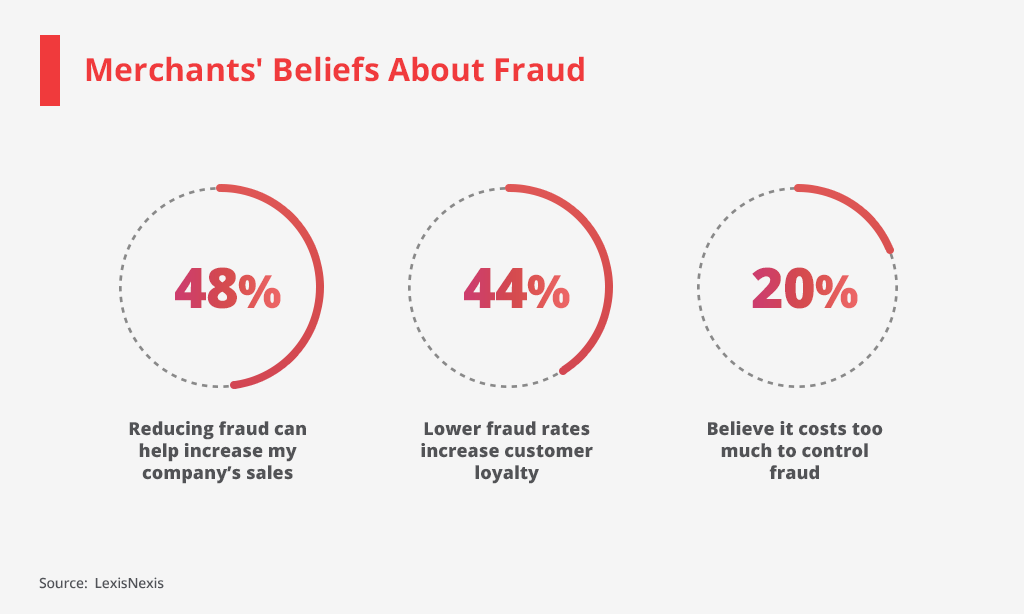 Merchants' Beliefs About Fraud
48%
44%
20%
Reducing fraud can
help increase my
company’s sales
Lower fraud rates
increase customer
loyalty
Believe it costs too
much to control
fraud
Source: LexisNexis